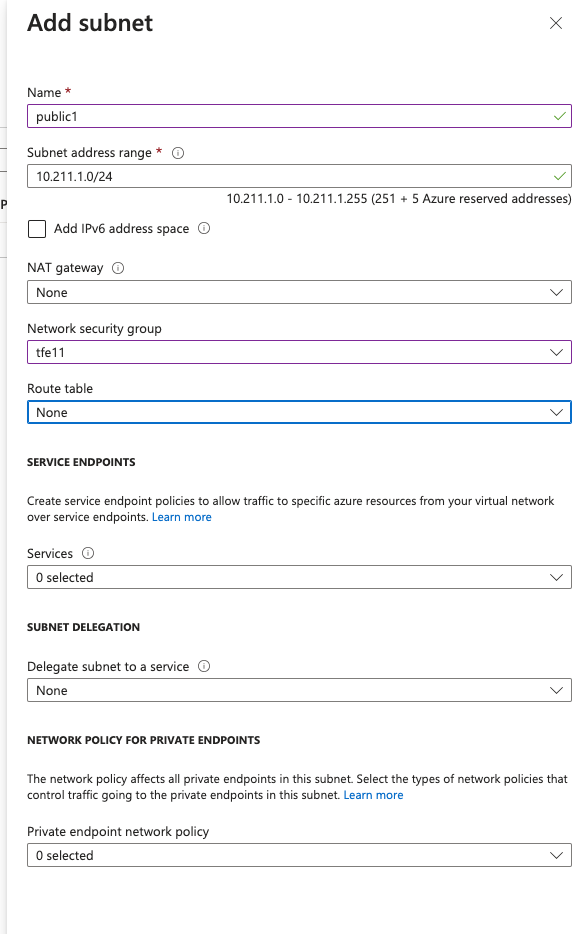 Add subnet
Name *
public1
Subnet address range *
10.211.1.0/24
10.211.1.0 - 10.211.1.255 (251 + 5 Azure reserved addresses)
Add IPv6 address space
NAT gateway
None
Network security group
tfe11
Route table
None
SERVICE ENDPOINTS
Create service endpoint policies to allow traffic to specific azure resources from your virtual network
over service endpoints. Learn more
Services
0 selected
SUBNET DELEGATION
Delegate subnet to a service
None
NETWORK POLICY FOR PRIVATE ENDPOINTS
The network policy affects all private endpoints in this subnet. Select the types of network policies that
control traffic going to the private endpoints in this subnet. Learn more
Private endpoint network policy
0 selected